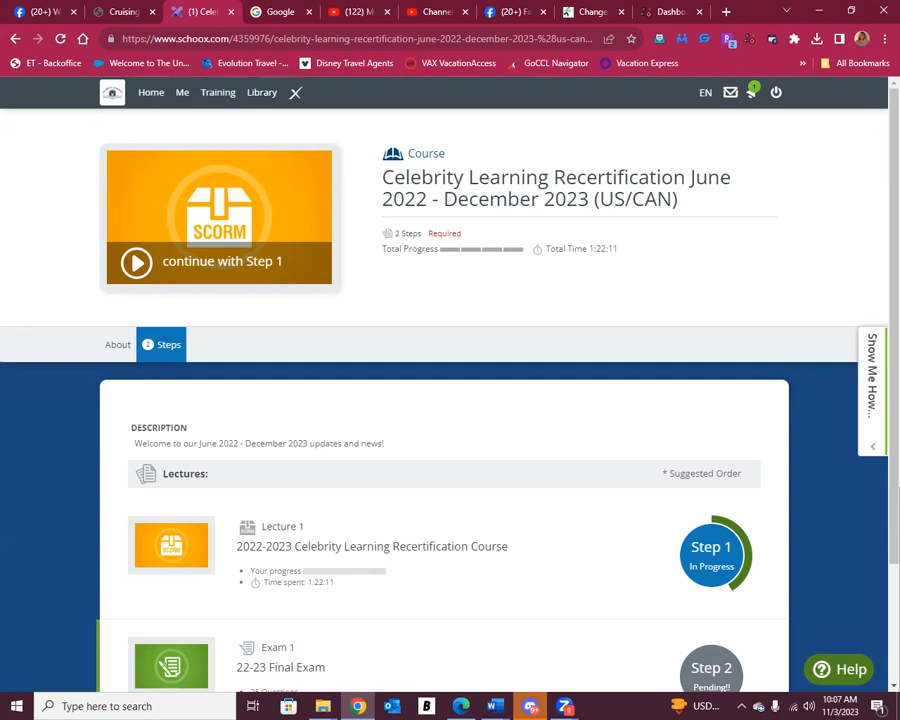 (20+) W
Cruising
(1) Cele
Google
(122) M
Channel
(20+) Fa
Change
Dashbo
https://www.schoox.com/4359976/celebrity-learning-recertification-june-2022-december-2023-%28us-can...
ET - Backoffice
Welcome to The Un...
Evolution Travel -...
Disney Travel Agents
VAX VacationAccess
GoCCL Navigator
Vacation Express
»
All Bookmarks
Home
Me
Training
Library
EN
1
SCORM
continue with Step 1
Course
Celebrity Learning Recertification June
2022 - December 2023 (US/CAN)
2 Steps Required
Total Progress
Total Time 1:22:11
About
2 Steps
Show Me How...
DESCRIPTION
Welcome to our June 2022 - December 2023 updates and news!
Lectures:
* Suggested Order
SCORM
Lecture 1
2022-2023 Celebrity Learning Recertification Course
Your progress
Time spent: 1:22:11
Step 1
In Progress
Exam 1
22-23 Final Exam
Step 2
Pending!!
Help
Type here to search
USD...
10:07 AM
11/3/2023